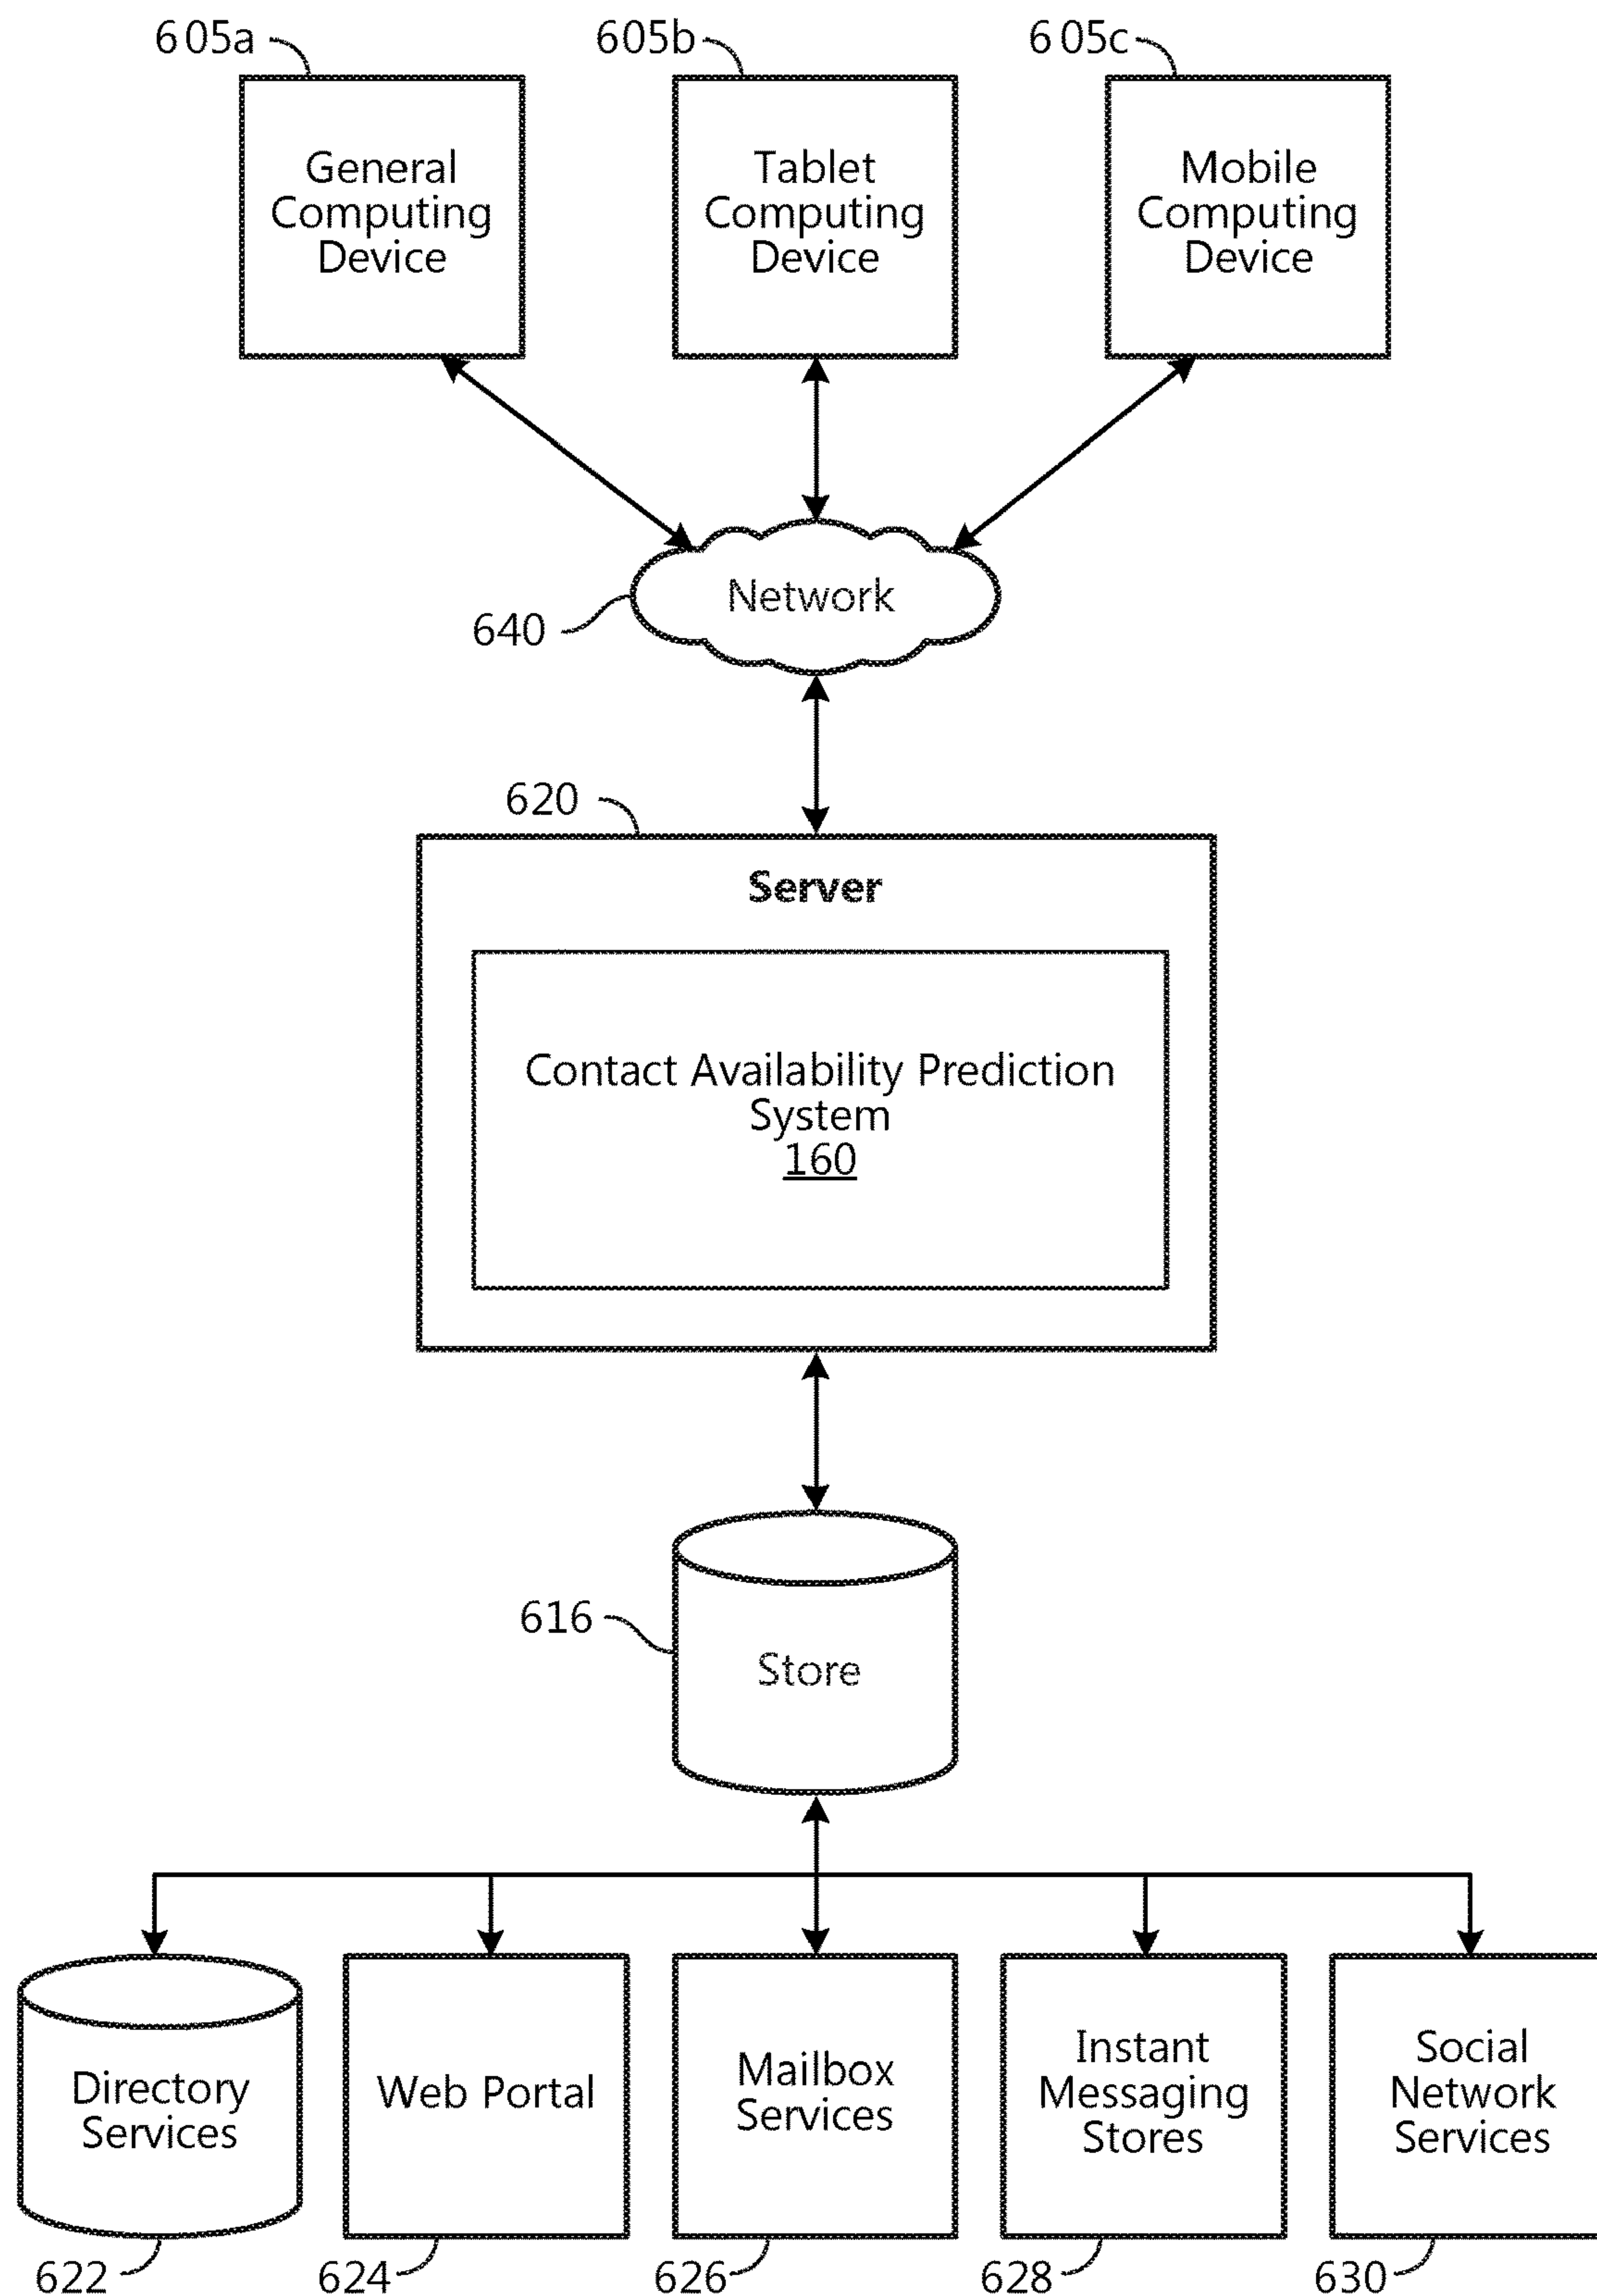 605a
605b
605c
General
Computing
Device
Tablet
Computing
Device
Mobile
Computing
Device
Network
640
620
Server
Contact Availability Prediction
System
160
616
Store
Directory
Services
Web Portal
Mailbox
Services
Instant
Messaging
Stores
Social
Network
Services
622
624
626
628
630